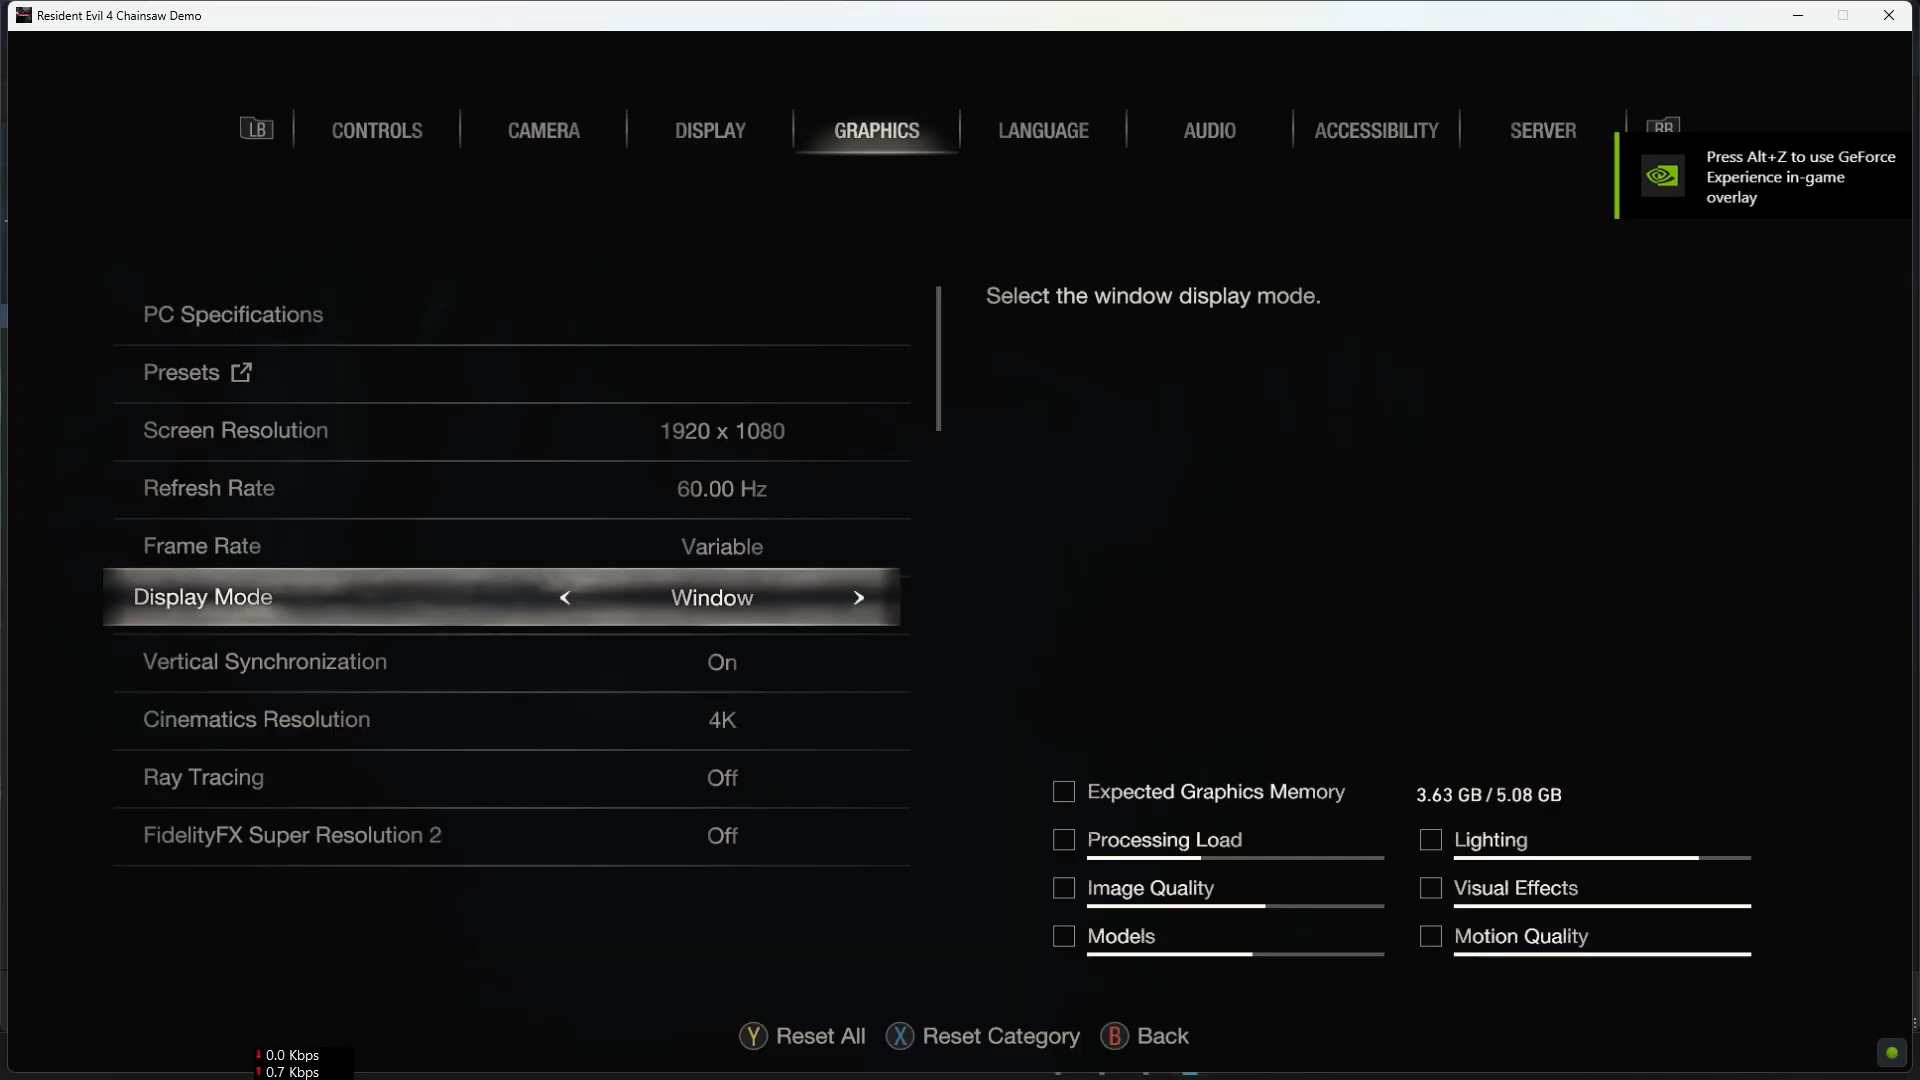 Resident Evil 4 Chainsaw Demo
LB
CONTROLS
CAMERA
DISPLAY
GRAPHICS
LANGUAGE
AUDIO
ACCESSIBILITY
SERVER
RB
Press Alt+Z to use GeForce
Experience in-game
overlay
PC Specifications
Presets
Screen Resolution 1920 x 1080
Refresh Rate 60.00 Hz
Frame Rate Variable
Display Mode < Window >
Vertical Synchronization On
Cinematics Resolution 4K
Ray Tracing Off
FidelityFX Super Resolution 2 Off
Select the window display mode.
Expected Graphics Memory 3.63 GB / 5.08 GB
Processing Load Lighting
Image Quality Visual Effects
Models Motion Quality
Y Reset All X Reset Category B Back
0.0 Kbps
0.7 Kbps